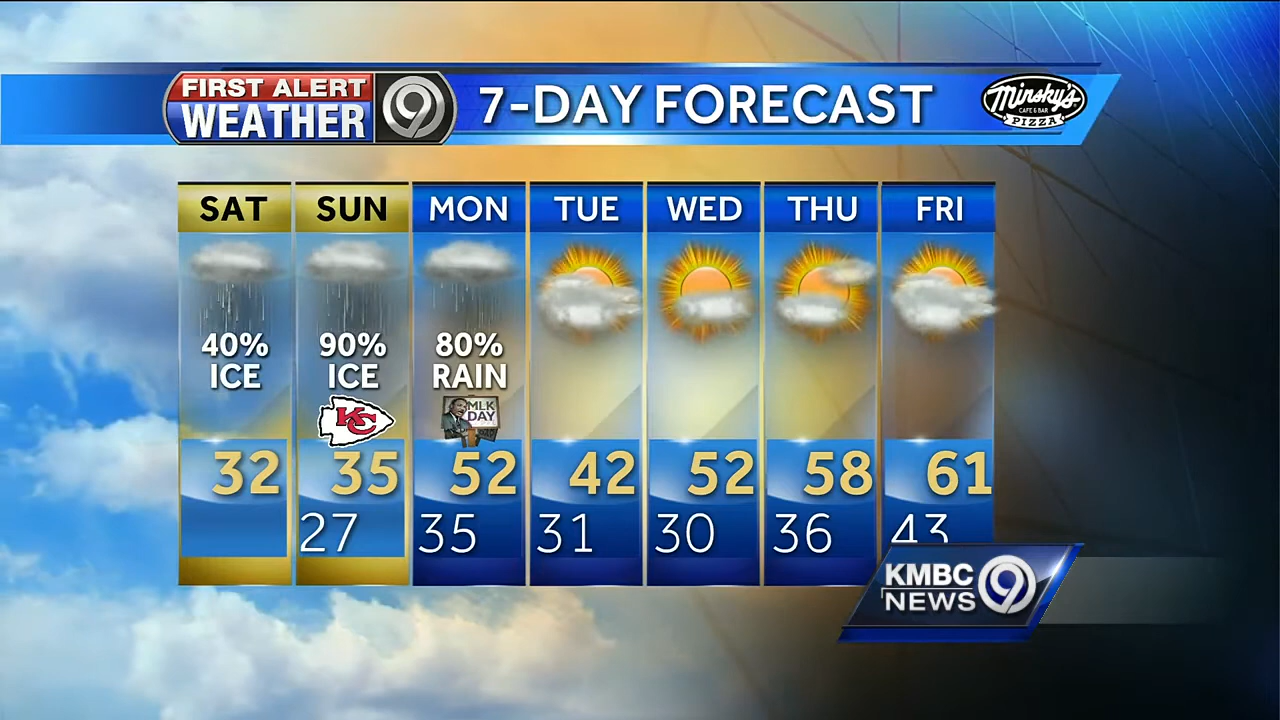 FIRST ALERT
WEATHER 9
7-DAY FORECAST
Minsky's
CAFE & BAR
PIZZA
SAT SUN MON TUE WED THU FRI
40% 90% 80%
ICE ICE RAIN
KC
MLK
DAY
32 35 52 42 52 58 61
27 35 31 30 36 43
KMBC
NEWS 9